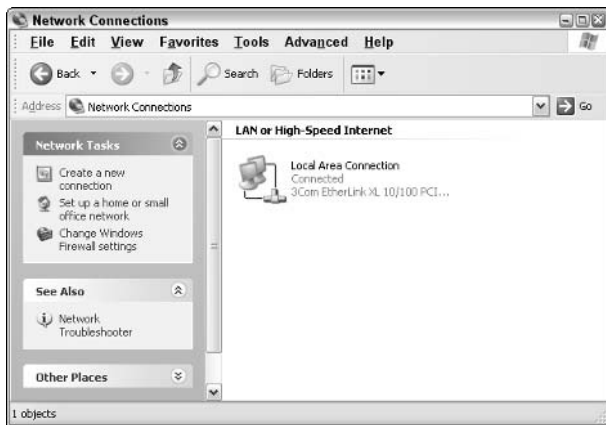 Network Connections
File Edit View Favorites Tools Advanced Help
Back Search Folders
Address Network Connections Go
Network Tasks
Create a new
connection
Set up a home or small
office network
Change Windows
Firewall settings
See Also
Network
Troubleshooter
Other Places
LAN or High-Speed Internet
Local Area Connection
Connected
3Com EtherLink XL 10/100 PCI...
1 objects